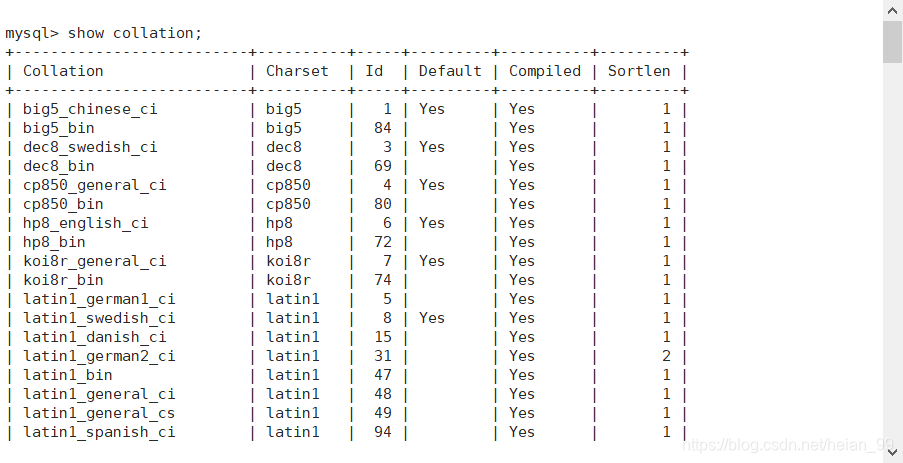 mysql> show collation;
+--------------------------+----------+-----+---------+----------+---------+
| Collation                | Charset  | Id  | Default | Compiled | Sortlen |
+--------------------------+----------+-----+---------+----------+---------+
| big5_chinese_ci          | big5     |   1 | Yes     | Yes      |       1 |
| big5_bin                 | big5     |  84 |         | Yes      |       1 |
| dec8_swedish_ci          | dec8     |   3 | Yes     | Yes      |       1 |
| dec8_bin                 | dec8     |  69 |         | Yes      |       1 |
| cp850_general_ci         | cp850    |   4 | Yes     | Yes      |       1 |
| cp850_bin                | cp850    |  80 |         | Yes      |       1 |
| hp8_english_ci           | hp8      |   6 | Yes     | Yes      |       1 |
| hp8_bin                  | hp8      |  72 |         | Yes      |       1 |
| koi8r_general_ci         | koi8r    |   7 | Yes     | Yes      |       1 |
| koi8r_bin                | koi8r    |  74 |         | Yes      |       1 |
| latin1_german1_ci        | latin1   |   5 |         | Yes      |       1 |
| latin1_swedish_ci        | latin1   |   8 | Yes     | Yes      |       1 |
| latin1_danish_ci         | latin1   |  15 |         | Yes      |       1 |
| latin1_german2_ci        | latin1   |  31 |         | Yes      |       2 |
| latin1_bin               | latin1   |  47 |         | Yes      |       1 |
| latin1_general_ci        | latin1   |  48 |         | Yes      |       1 |
| latin1_general_cs        | latin1   |  49 |         | Yes      |       1 |
| latin1_spanish_ci        | latin1   |  94 |         | Yes      |       1 |
https://blog.csdn.net/heian_99